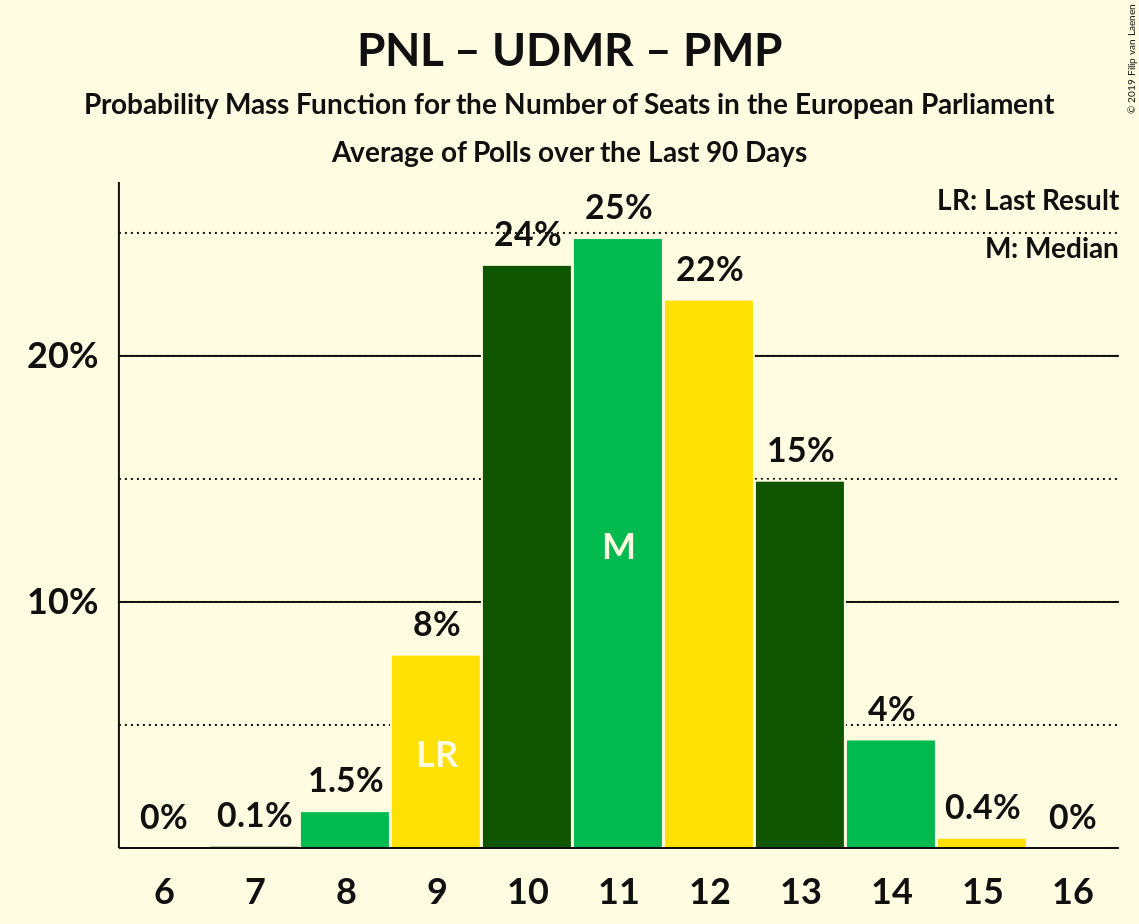 PNL – UDMR – PMP
Probability Mass Function for the Number of Seats in the European Parliament
Average of Polls over the Last 90 Days
© 2019 Filip van Laenen
LR: Last Result
M: Median
20%
10%
0%
0.1%
1.5%
8%
24%
25%
22%
15%
4%
0.4%
0%
LR
M
6 7 8 9 10 11 12 13 14 15 16